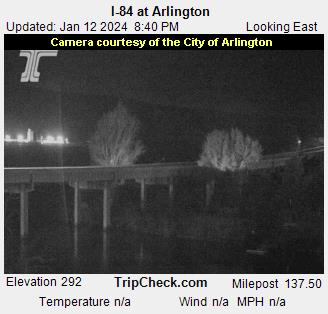 I-84 at Arlington
Updated: Jan 12 2024 8:40 PM Looking East
Camera courtesy of the City of Arlington
Elevation 292 TripCheck.com Milepost 137.50
Temperature n/a Wind n/a MPH n/a